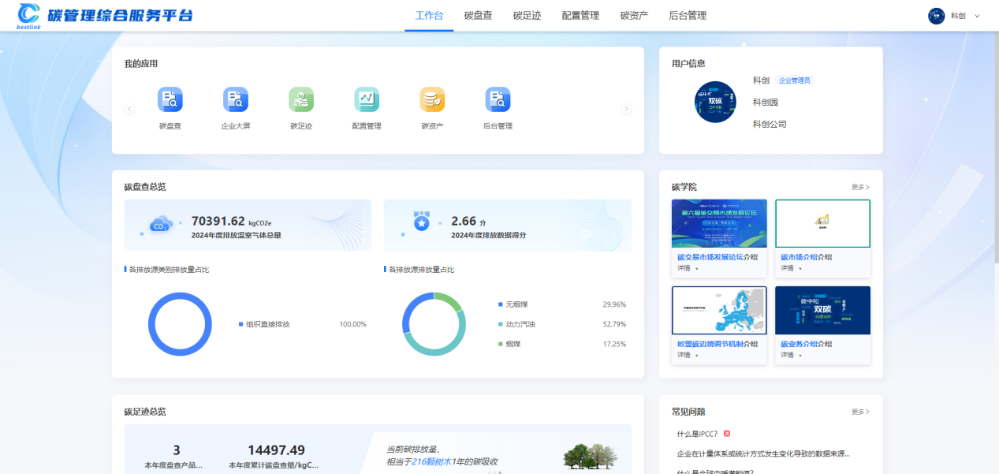 碳管理综合服务平台
bestlink
工作台 碳盘查 碳足迹 配置管理 碳资产 后台管理
科创
我的应用
碳盘查 企业大屏 碳足迹 配置管理 碳资产 后台管理
用户信息
科创 企业管理员
科创园
科创公司
双碳
碳盘查总览
CO₂
70391.62 kgCO2e
2024年度排放温室气体总量
2.66 分
2024年度排放数据得分
各排放源类别排放量占比
组织直接排放 100.00%
各排放源排放量占比
无烟煤 29.96%
动力汽油 52.79%
烟煤 17.25%
碳学院
更多
第六届碳交易市场发展论坛
碳交易市场发展论坛介绍
详情
碳市场介绍介绍
详情
欧盟碳边境调节机制介绍
详情
碳中和
双碳
碳业务介绍介绍
详情
碳足迹总览
3
本年度盘查产品...
14497.49
本年度累计碳盘查量/kgC...
当前碳排放量，
相当于216颗树木1年的碳吸收
常见问题
更多
什么是IPCC？
企业在计量体系或统计方式发生变化导致的数据来源...
什么是全球变暖潜能值?